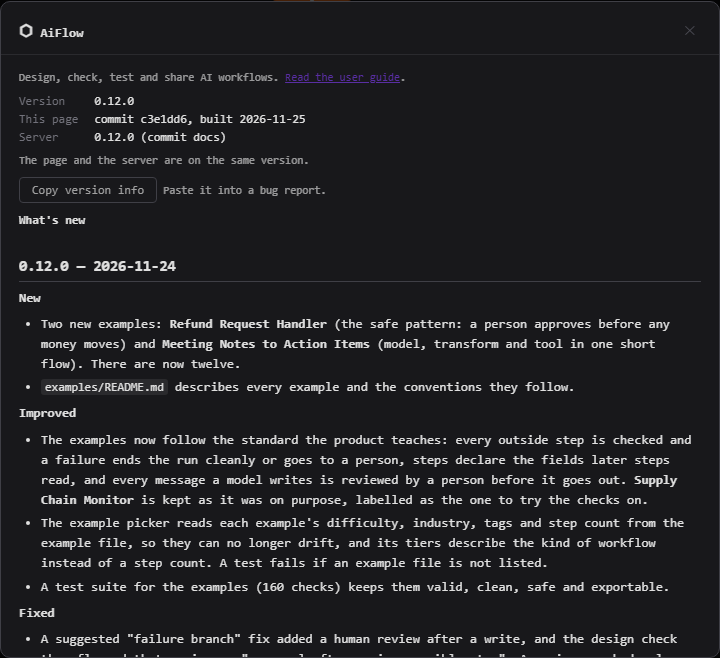 AiFlow
Design, check, test and share AI workflows. Read the user guide.
Version 0.12.0
This page commit c3e1dd6, built 2026-11-25
Server 0.12.0 (commit docs)
The page and the server are on the same version.
Copy version info Paste it into a bug report.
What's new
0.12.0 — 2026-11-24
New
• Two new examples: Refund Request Handler (the safe pattern: a person approves before any
money moves) and Meeting Notes to Action Items (model, transform and tool in one short
flow). There are now twelve.
• examples/README.md describes every example and the conventions they follow.
Improved
• The examples now follow the standard the product teaches: every outside step is checked and
a failure ends the run cleanly or goes to a person, steps declare the fields later steps
read, and every message a model writes is reviewed by a person before it goes out. Supply
Chain Monitor is kept as it was on purpose, labelled as the one to try the checks on.
• The example picker reads each example's difficulty, industry, tags and step count from the
example file, so they can no longer drift, and its tiers describe the kind of workflow
instead of a step count. A test fails if an example file is not listed.
• A test suite for the examples (160 checks) keeps them valid, clean, safe and exportable.
Fixed
• A suggested "failure branch" fix added a human review after a write, and the design check